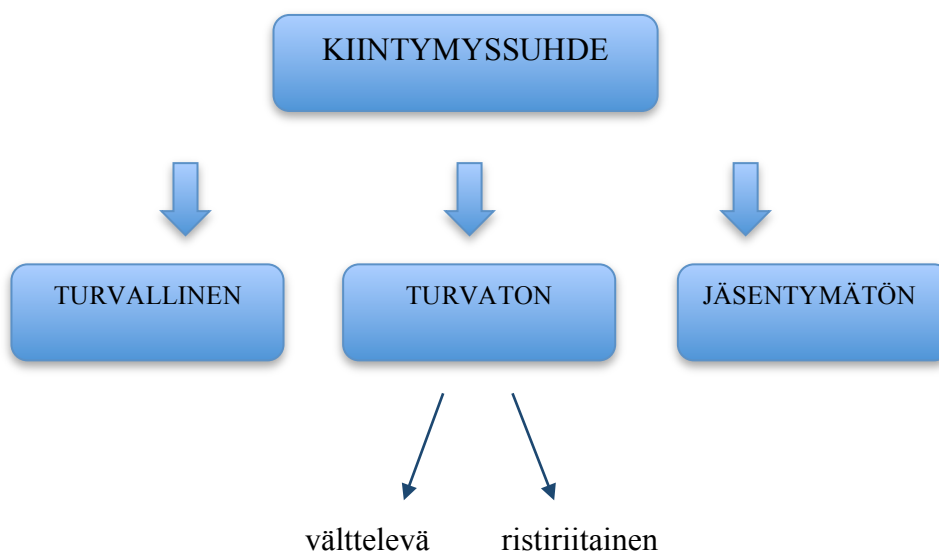 KIINTYMYSSUHDE
TURVALLINEN
TURVATON
JÄSENTYMÄTÖN
välttelevä
ristiriitainen